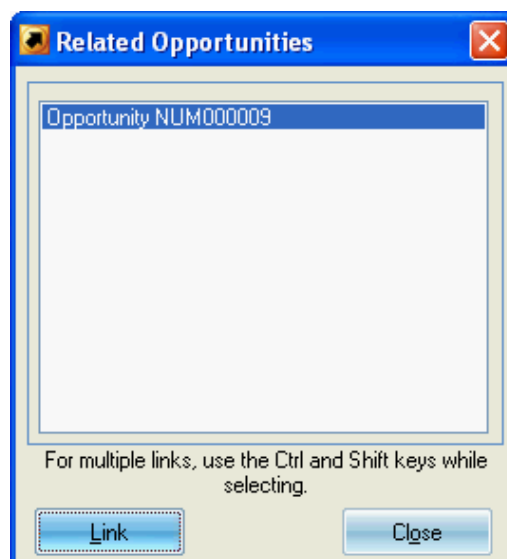 Related Opportunities
Opportunity NUM000009
For multiple links, use the Ctrl and Shift keys while
selecting.
Link
Close